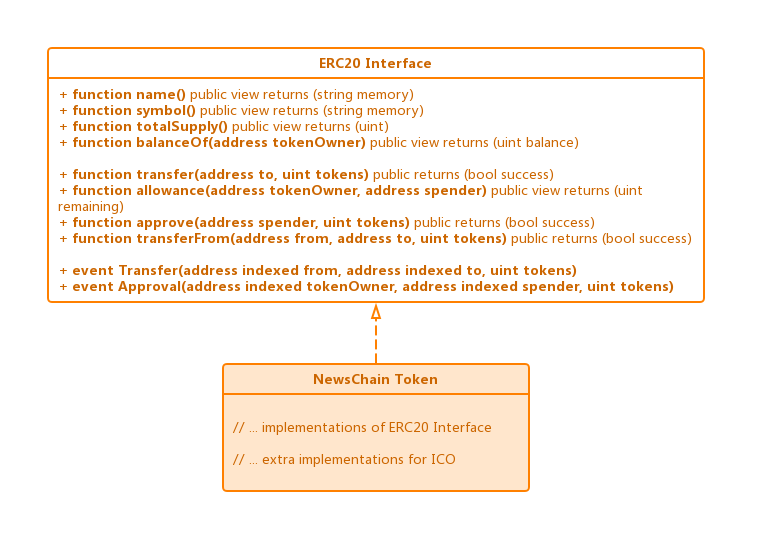 ERC20 Interface
+ function name() public view returns (string memory)
+ function symbol() public view returns (string memory)
+ function totalSupply() public view returns (uint)
+ function balanceOf(address tokenOwner) public view returns (uint balance)
+ function transfer(address to, uint tokens) public returns (bool success)
+ function allowance(address tokenOwner, address spender) public view returns (uint
remaining)
+ function approve(address spender, uint tokens) public returns (bool success)
+ function transferFrom(address from, address to, uint tokens) public returns (bool success)
+ event Transfer(address indexed from, address indexed to, uint tokens)
+ event Approval(address indexed tokenOwner, address indexed spender, uint tokens)
NewsChain Token
// ... implementations of ERC20 Interface
// ... extra implementations for ICO